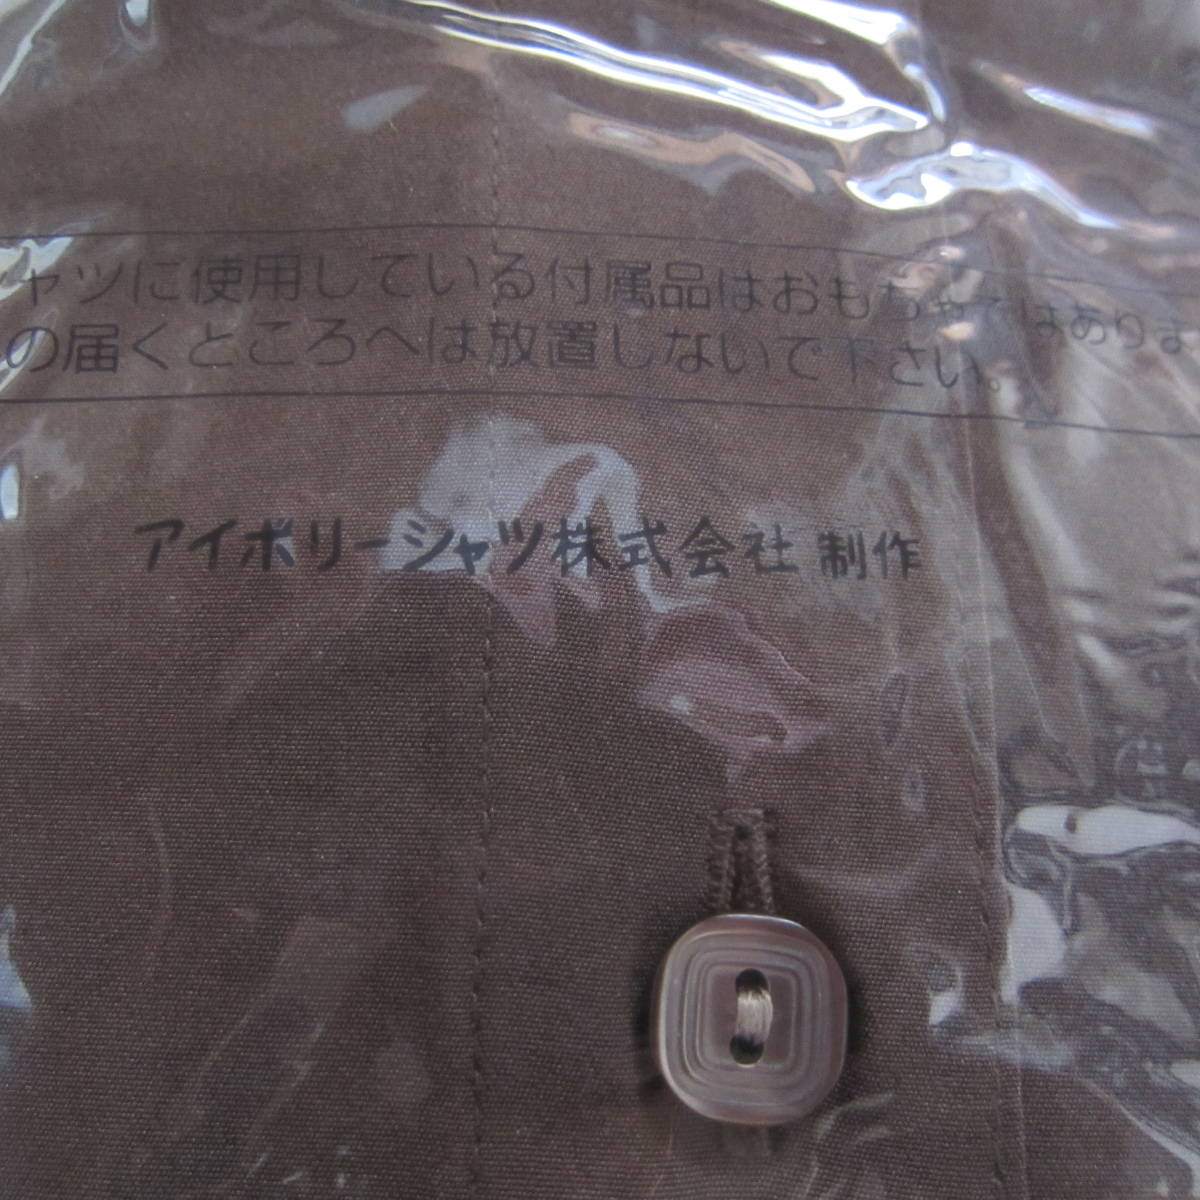 ャツに使用している付属品はおもちゃではありま
の届くところへは放置しないで下さい。
アイボリーシャツ株式会社 制作